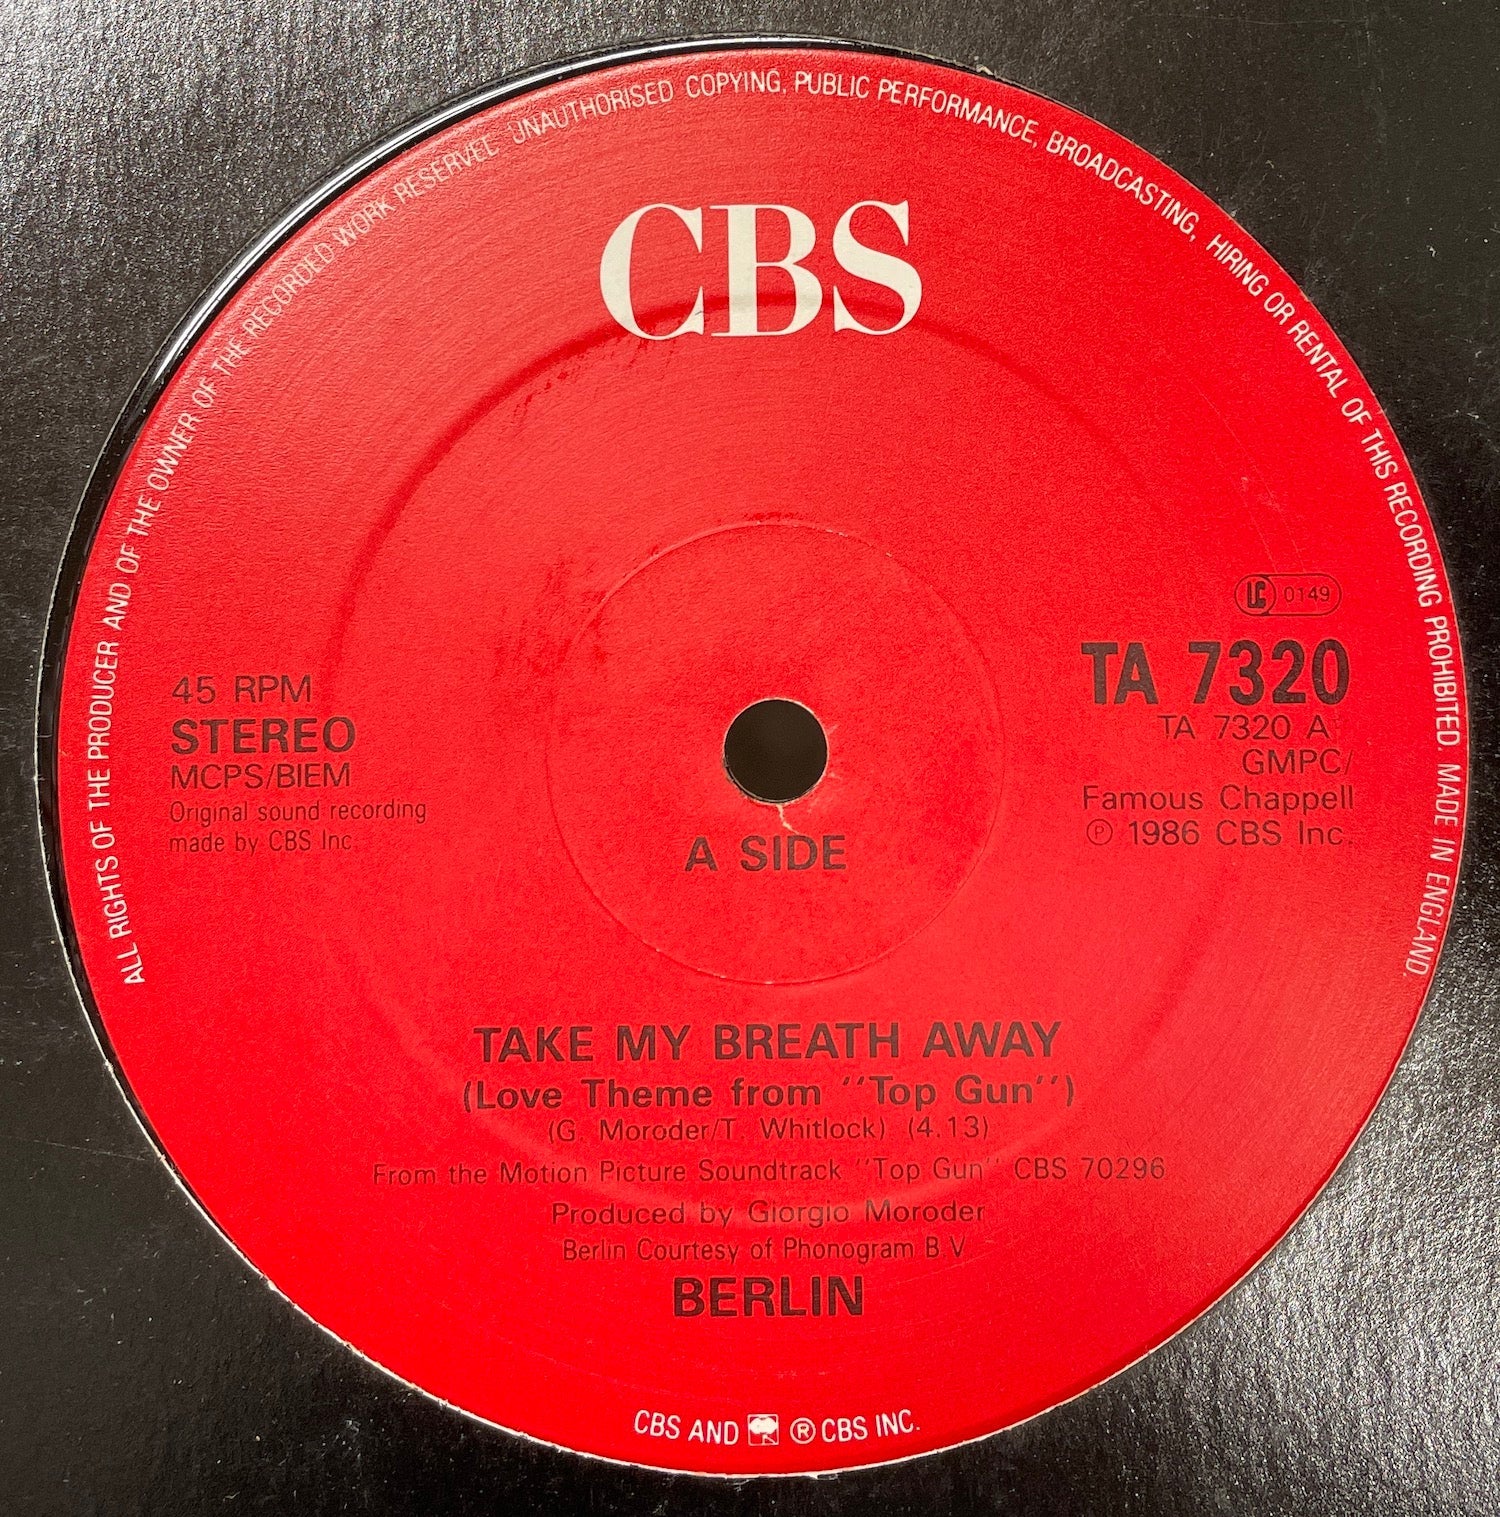 ALL RIGHTS OF THE PRODUCER AND OF THE OWNER OF THE RECORDED WORK RESERVED. UNAUTHORISED COPYING, PUBLIC PERFORMANCE, BROADCASTING, HIRING OR RENTAL OF THIS RECORDING PROHIBITED. MADE IN ENGLAND.
CBS
LC 0149
45 RPM
STEREO
MCPS/BIEM
Original sound recording
made by CBS Inc.
TA 7320
TA 7320 A
GMPC/
Famous Chappell
℗ 1986 CBS Inc.
A SIDE
TAKE MY BREATH AWAY
(Love Theme from "Top Gun")
(G. Moroder/T. Whitlock) (4.13)
From the Motion Picture Soundtrack "Top Gun" CBS 70296
Produced by Giorgio Moroder
Berlin Courtesy of Phonogram B.V
BERLIN
CBS AND ® CBS INC.